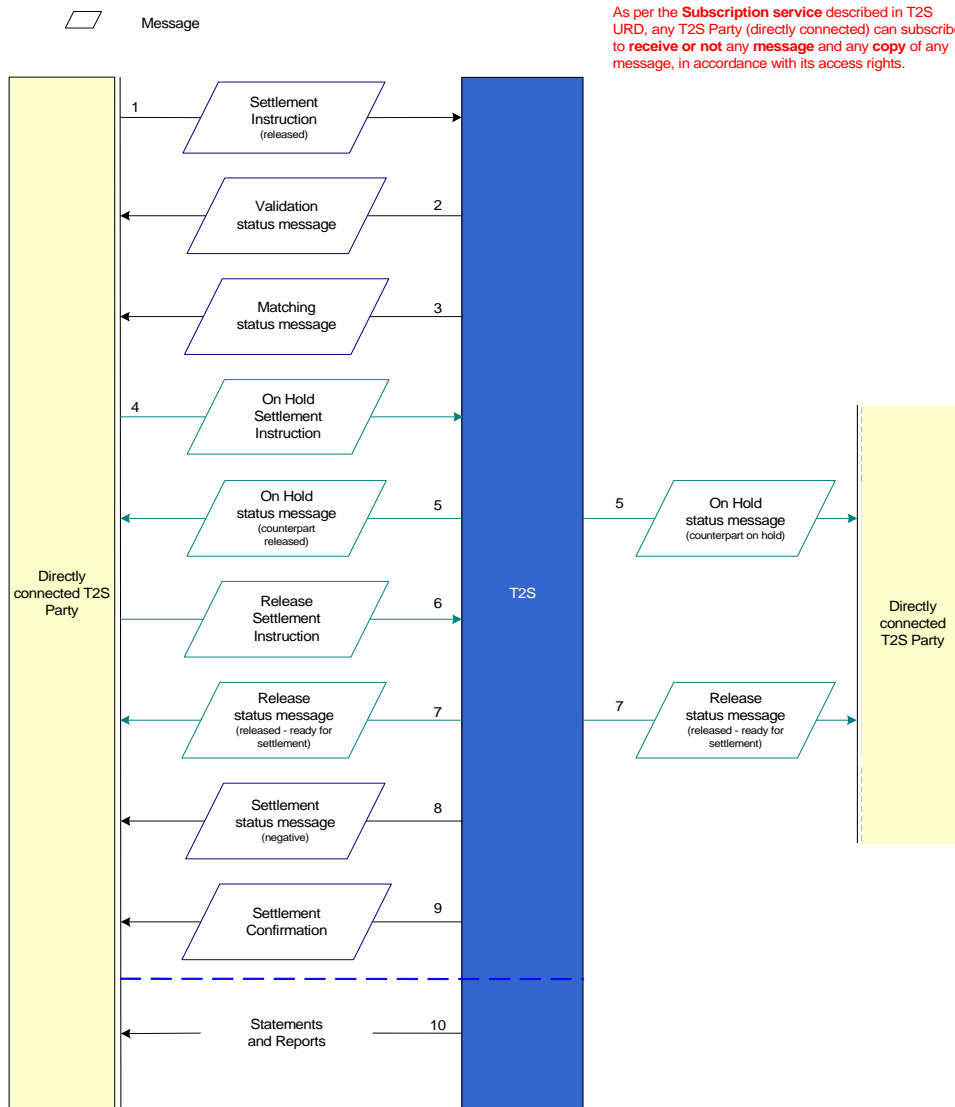 Message
As per the Subscription service described in T2S
URD, any T2S Party (directly connected) can subscribe
to receive or not any message and any copy of any
message, in accordance with its access rights.
1
Settlement
Instruction
(released)
Validation
status message
2
Matching
status message
3
4
On Hold
Settlement
Instruction
On Hold
status message
(counterpart
released)
5
5
On Hold
status message
(counterpart on hold)
Directly
connected T2S
Party
Release
Settlement
Instruction
6
T2S
Directly
connected
T2S Party
Release
status message
(released - ready for
settlement)
7
7
Release
status message
(released - ready for
settlement)
Settlement
status message
(negative)
8
Settlement
Confirmation
9
Statements
and Reports
10